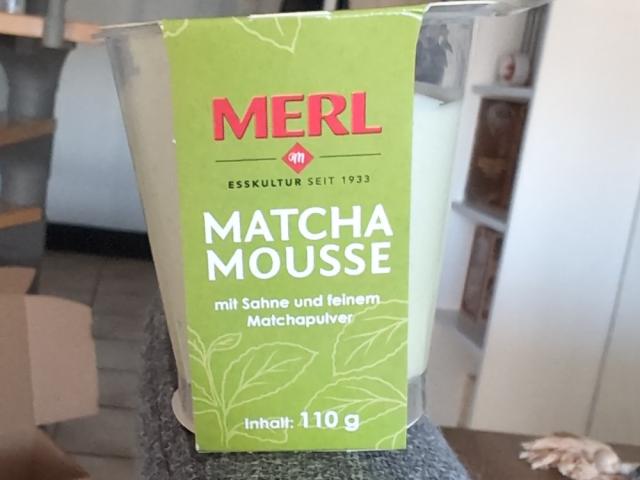 MERL
m
ESSKULTUR SEIT 1933
MATCHA
MOUSSE
mit Sahne und feinem
Matchapulver
Inhalt: 110 g